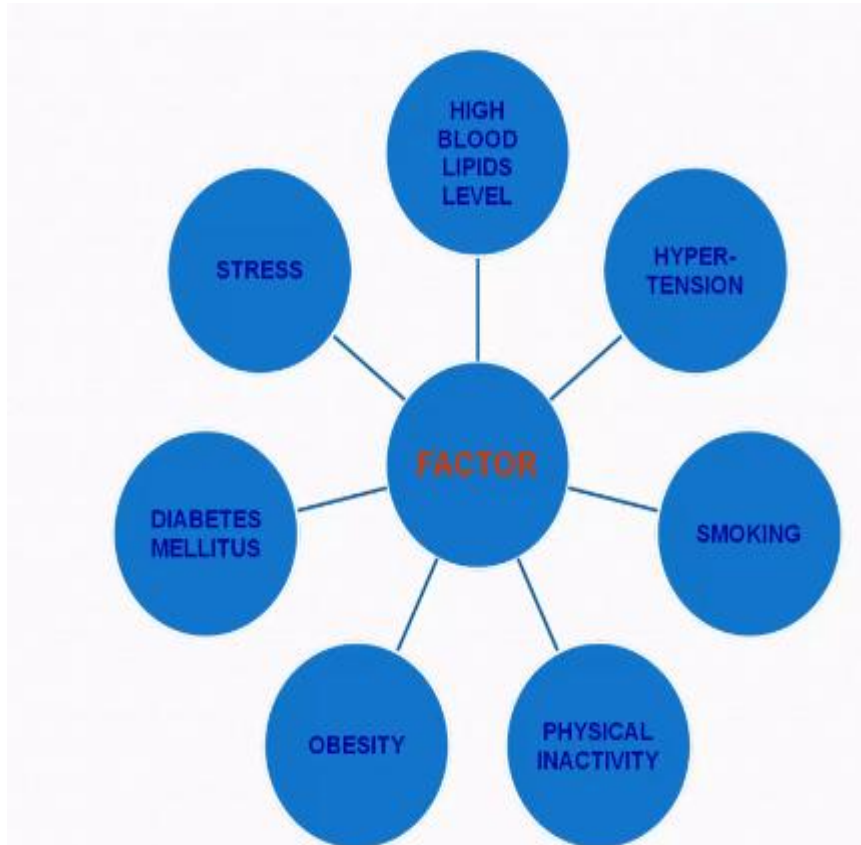 HIGH
BLOOD
LIPIDS
LEVEL
HYPER-
TENSION
STRESS
FACTOR
SMOKING
DIABETES
MELLITUS
PHYSICAL
INACTIVITY
OBESITY